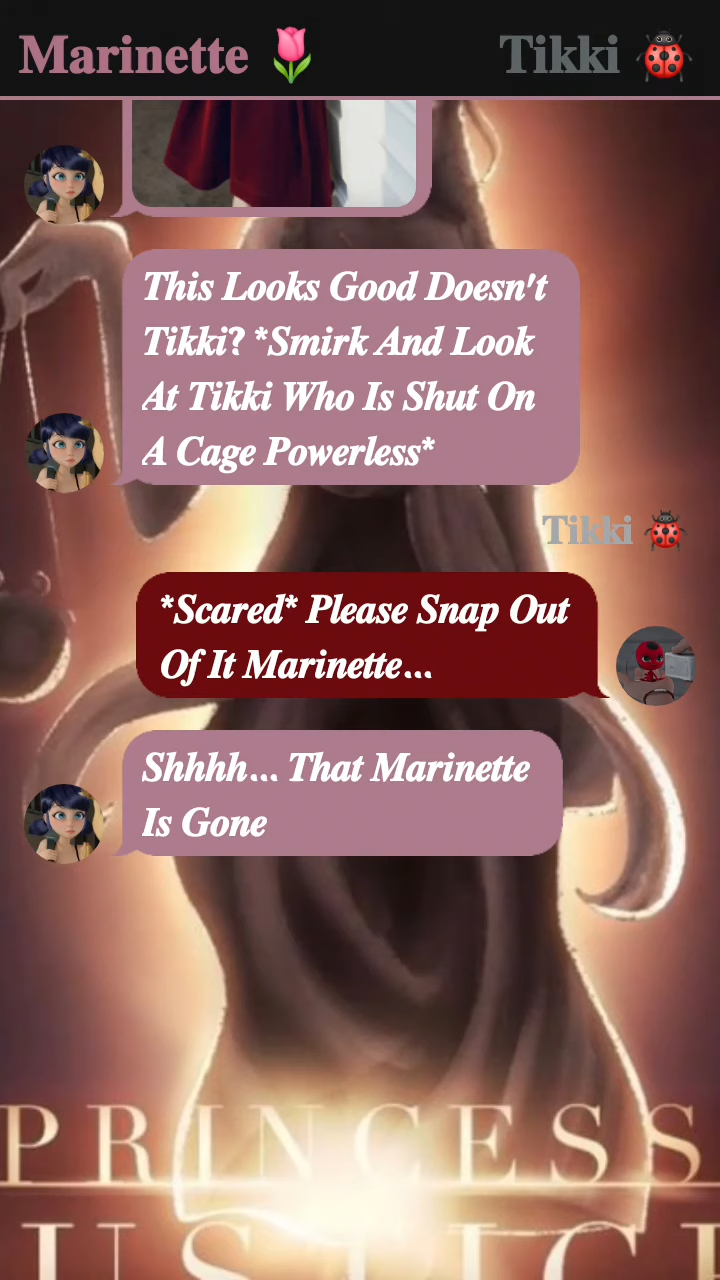 Marinette 🌷 Tikki 🐞
This Looks Good Doesn't
Tikki? *Smirk And Look
At Tikki Who Is Shut On
A Cage Powerless*
Tikki 🐞
*Scared* Please Snap Out
Of It Marinette...
Shhhh... That Marinette
Is Gone
PRINCESS